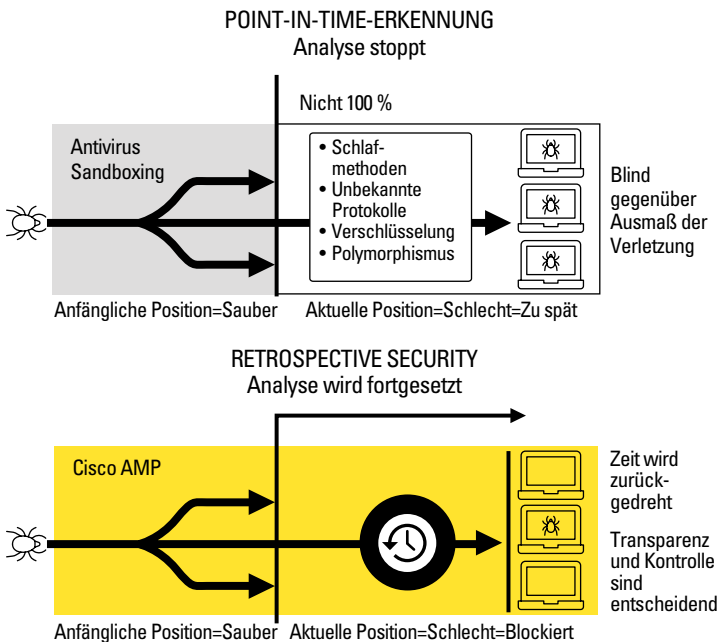 POINT-IN-TIME-ERKENNUNG
Analyse stoppt
Nicht 100 %
Antivirus
Sandboxing
• Schlaf-
methoden
• Unbekannte
Protokolle
• Verschlüsselung
• Polymorphismus
Blind
gegenüber
Ausmaß der
Verletzung
Anfängliche Position=Sauber
Aktuelle Position=Schlecht=Zu spät
RETROSPECTIVE SECURITY
Analyse wird fortgesetzt
Cisco AMP
Zeit wird
zurück-
gedreht
Transparenz
und Kontrolle
sind
entscheidend
Anfängliche Position=Sauber
Aktuelle Position=Schlecht=Blockiert